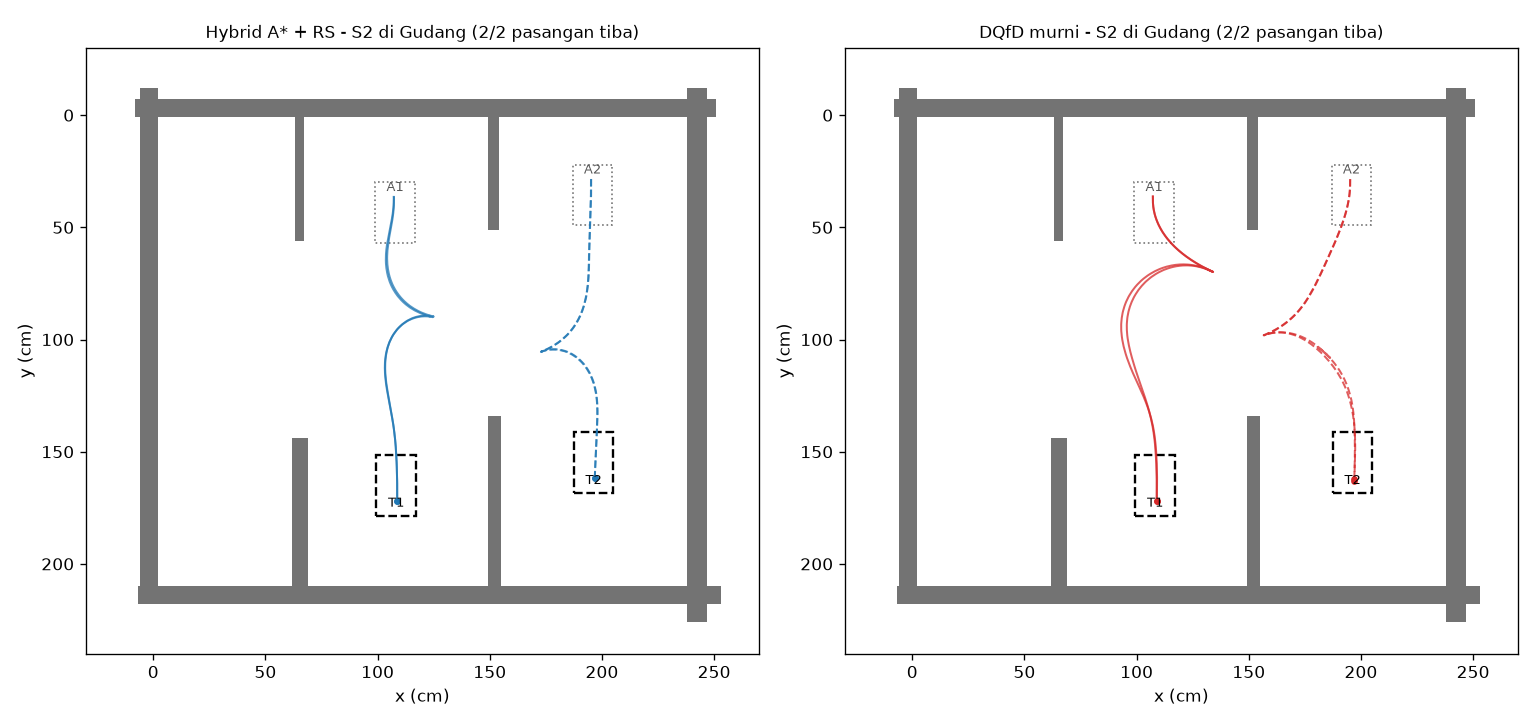 Hybrid A* + RS - S2 di Gudang (2/2 pasangan tiba)
0
50
100
150
200
y (cm)
A1
A2
T1
T2
0
50
100
150
200
250
x (cm)
DQfD murni - S2 di Gudang (2/2 pasangan tiba)
0
50
100
150
200
y (cm)
A1
A2
T1
T2
0
50
100
150
200
250
x (cm)